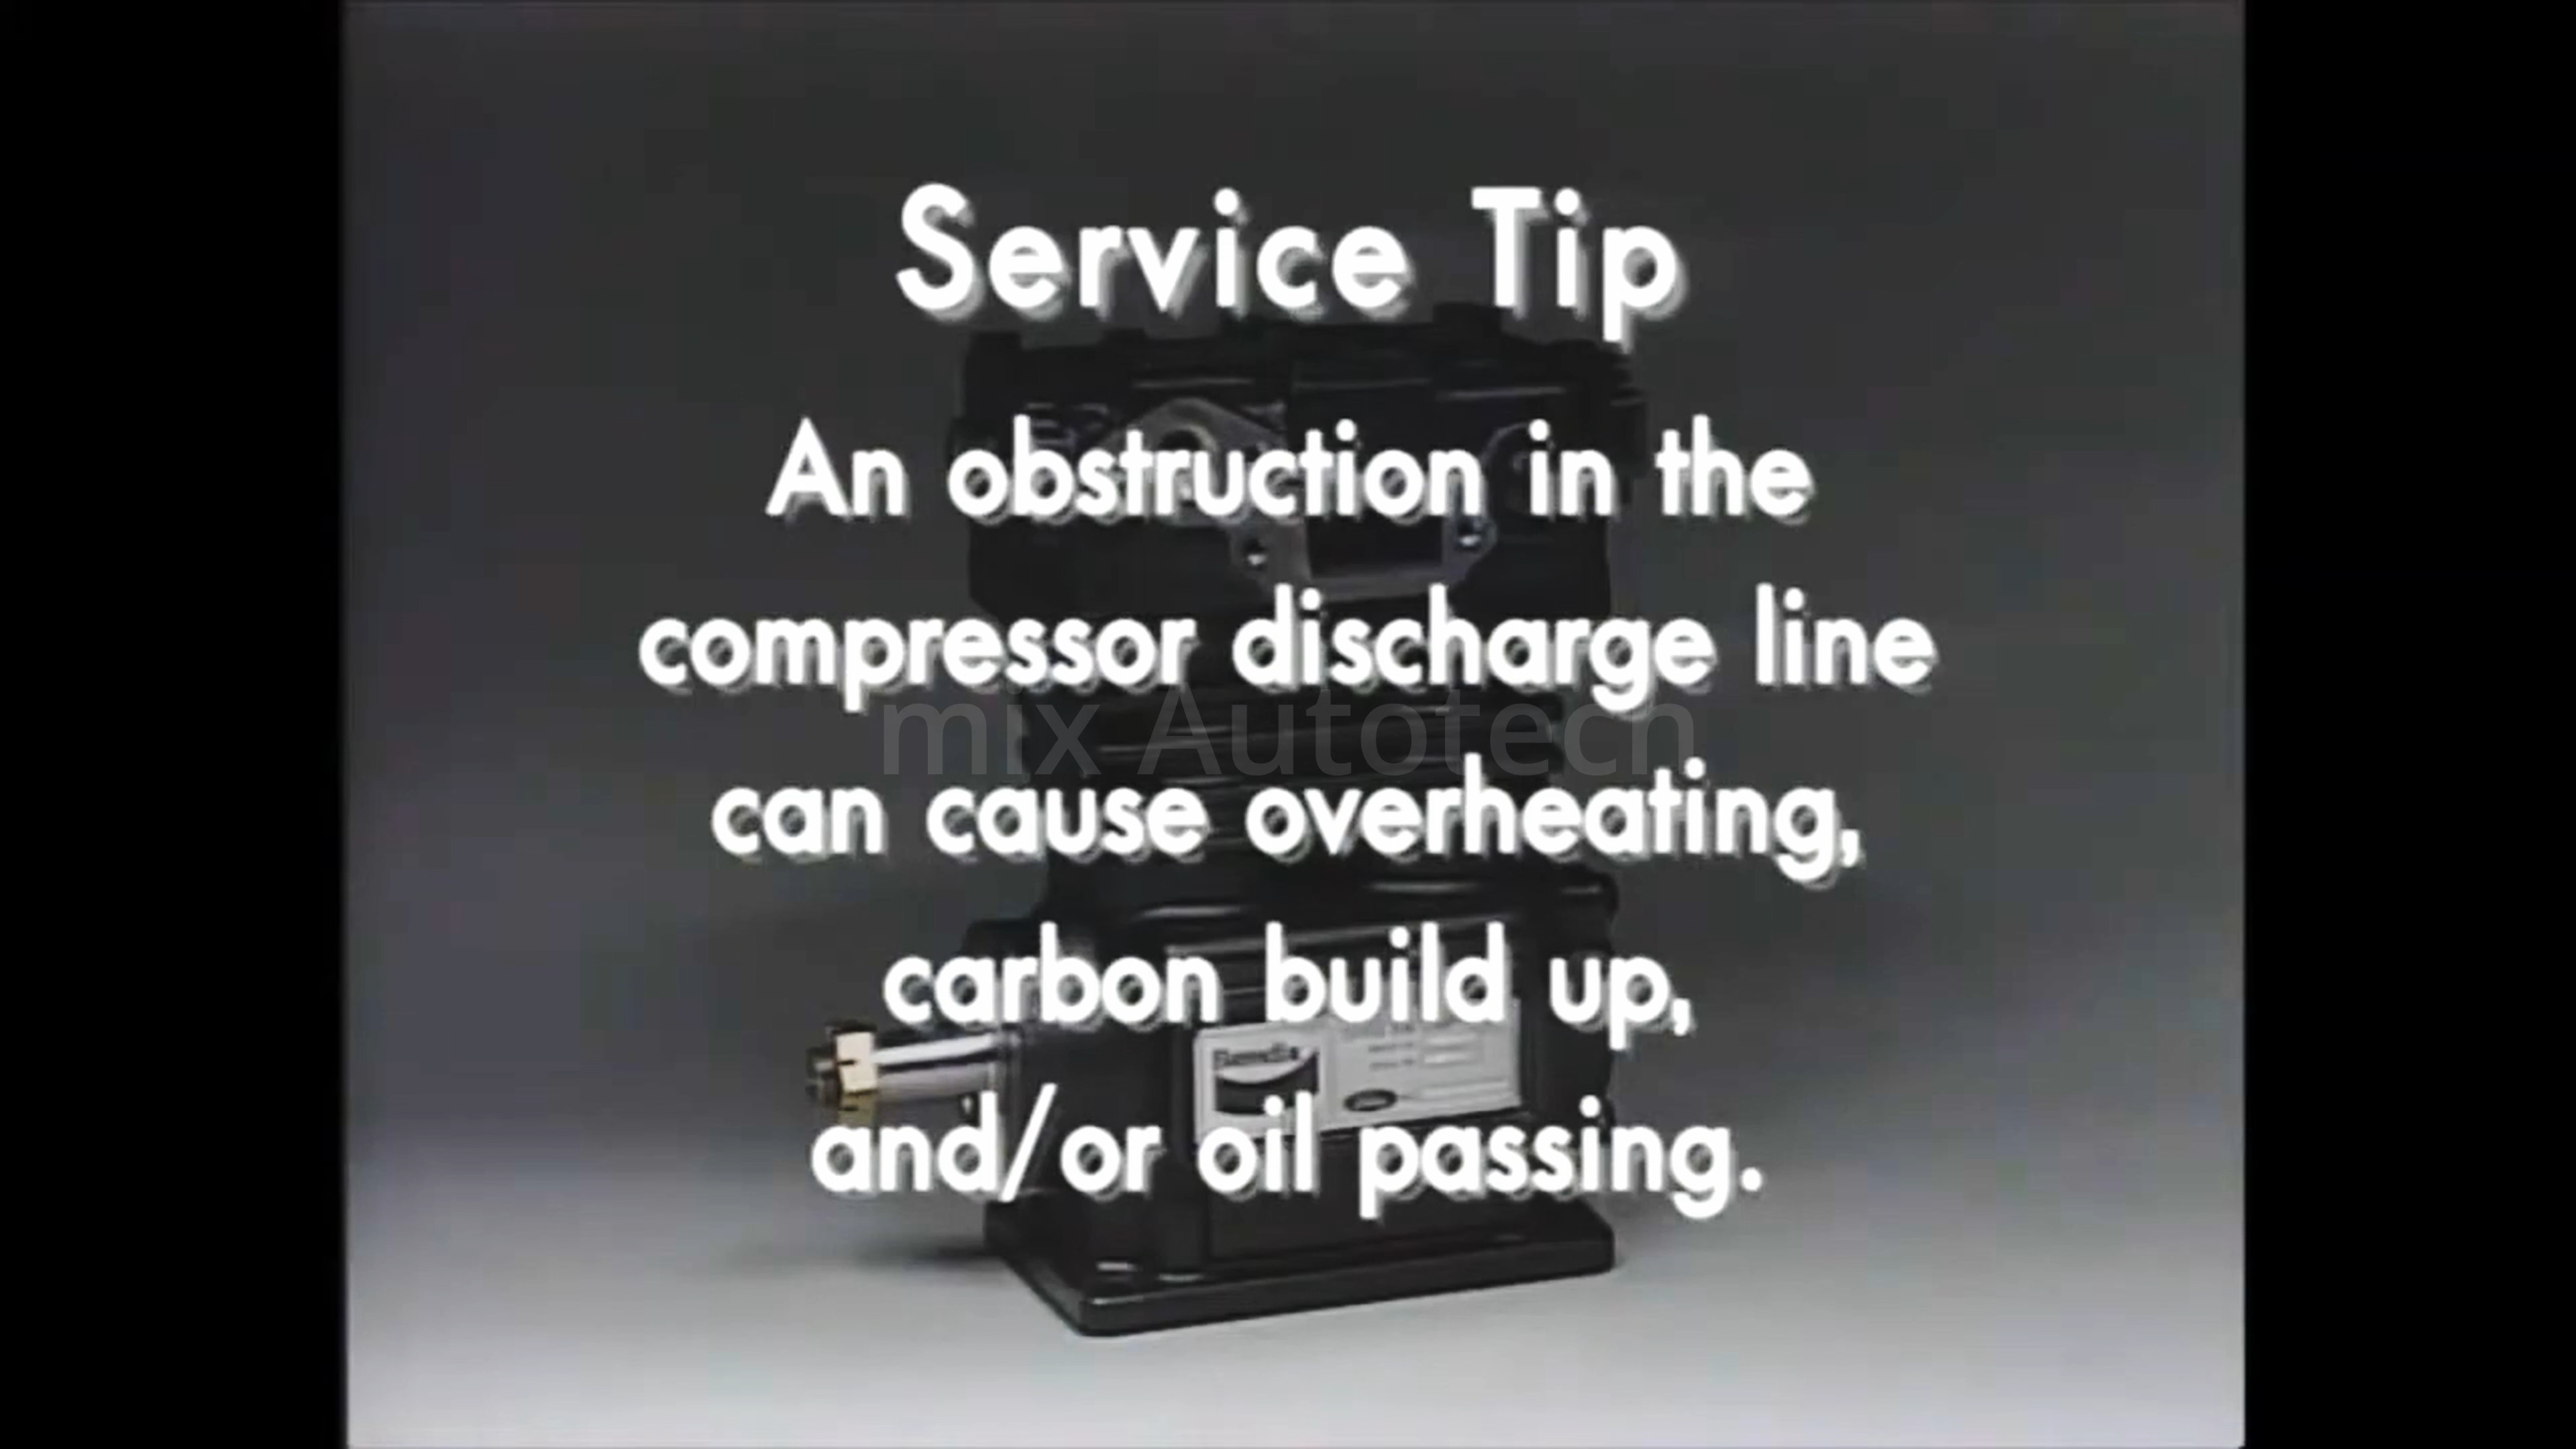 Service Tip
An obstruction in the
compressor discharge line
mix Autotech
can cause overheating,
carbon build up,
Bendix
and/or oil passing.